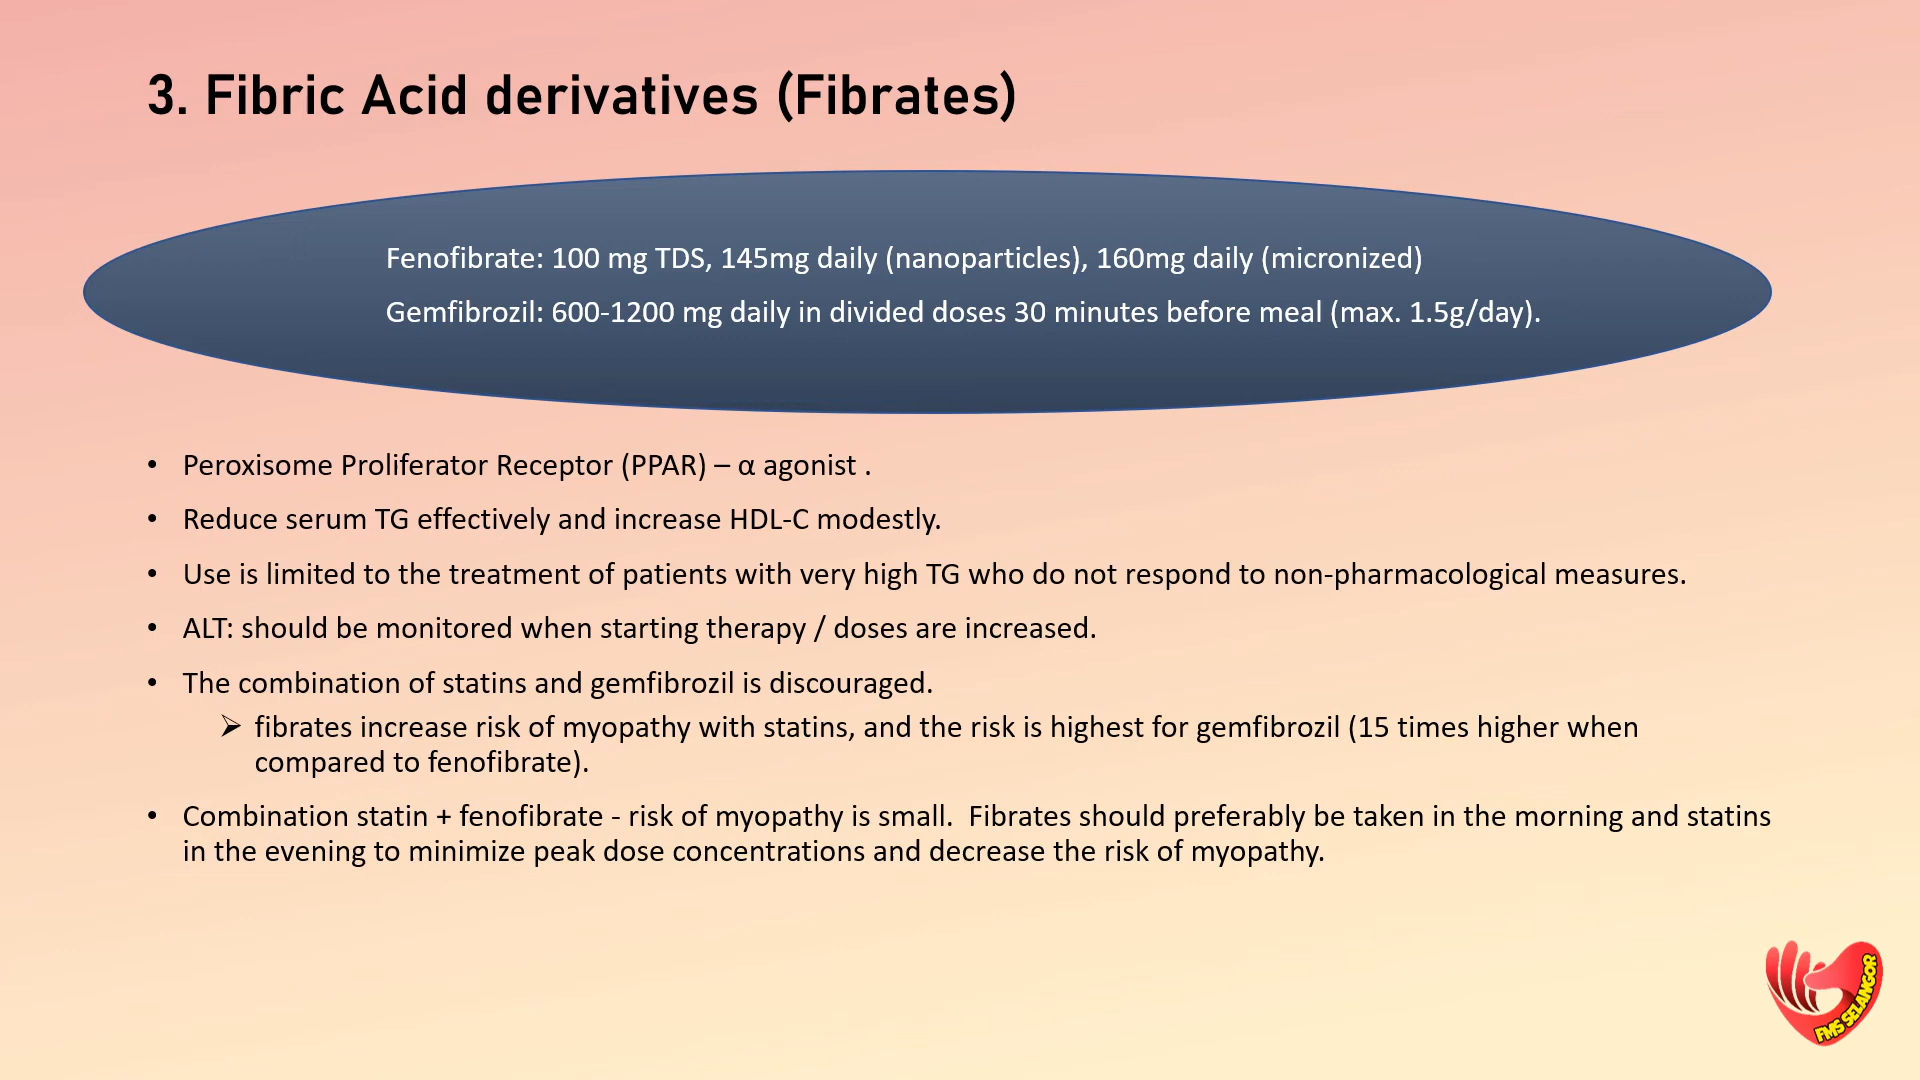 3. Fibric Acid derivatives (Fibrates)
Fenofibrate: 100 mg TDS, 145mg daily (nanoparticles), 160mg daily (micronized)
Gemfibrozil: 600-1200 mg daily in divided doses 30 minutes before meal (max. 1.5g/day).
• Peroxisome Proliferator Receptor (PPAR) – α agonist .
• Reduce serum TG effectively and increase HDL-C modestly.
• Use is limited to the treatment of patients with very high TG who do not respond to non-pharmacological measures.
• ALT: should be monitored when starting therapy / doses are increased.
• The combination of statins and gemfibrozil is discouraged.
➢ fibrates increase risk of myopathy with statins, and the risk is highest for gemfibrozil (15 times higher when
compared to fenofibrate).
• Combination statin + fenofibrate - risk of myopathy is small.  Fibrates should preferably be taken in the morning and statins
in the evening to minimize peak dose concentrations and decrease the risk of myopathy.
FMS SELANGOR